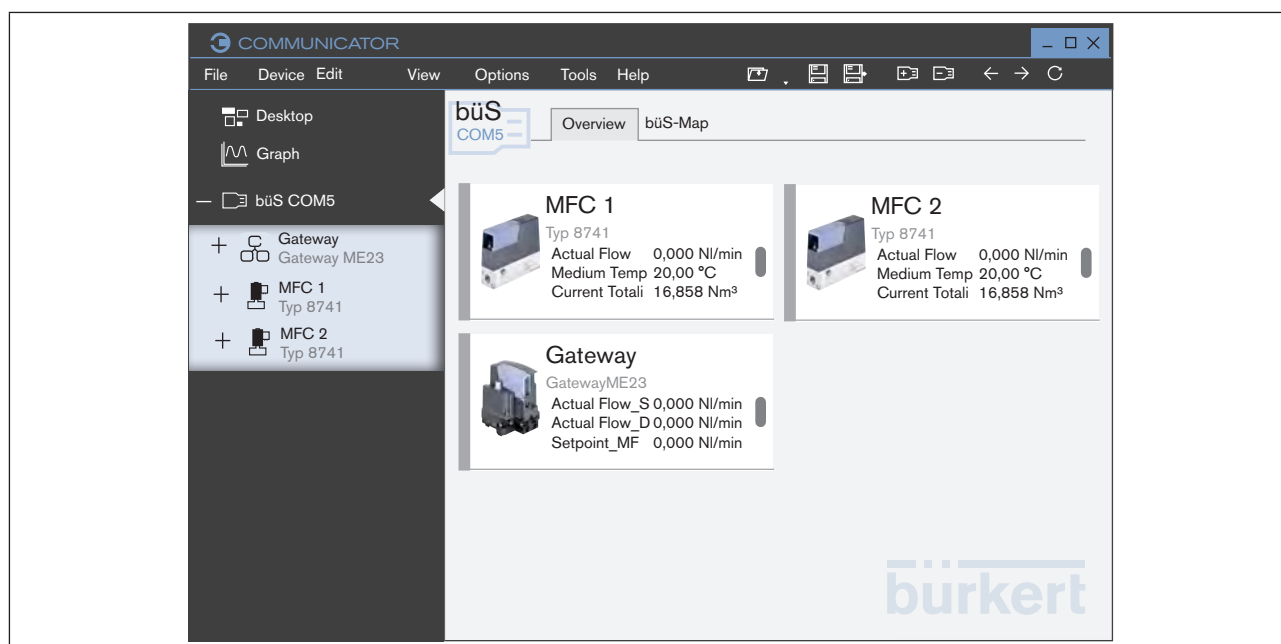 COMMUNICATOR
File Device Edit View Options Tools Help
Desktop
Graph
büS COM5
Gateway
Gateway ME23
MFC 1
Typ 8741
MFC 2
Typ 8741
büS
COM5
Overview büS-Map
MFC 1
Typ 8741
Actual Flow 0,000 Nl/min
Medium Temp 20,00 °C
Current Totali 16,858 Nm³
MFC 2
Typ 8741
Actual Flow 0,000 Nl/min
Medium Temp 20,00 °C
Current Totali 16,858 Nm³
Gateway
GatewayME23
Actual Flow_S 0,000 Nl/min
Actual Flow_D 0,000 Nl/min
Setpoint_MF 0,000 Nl/min
bürkert